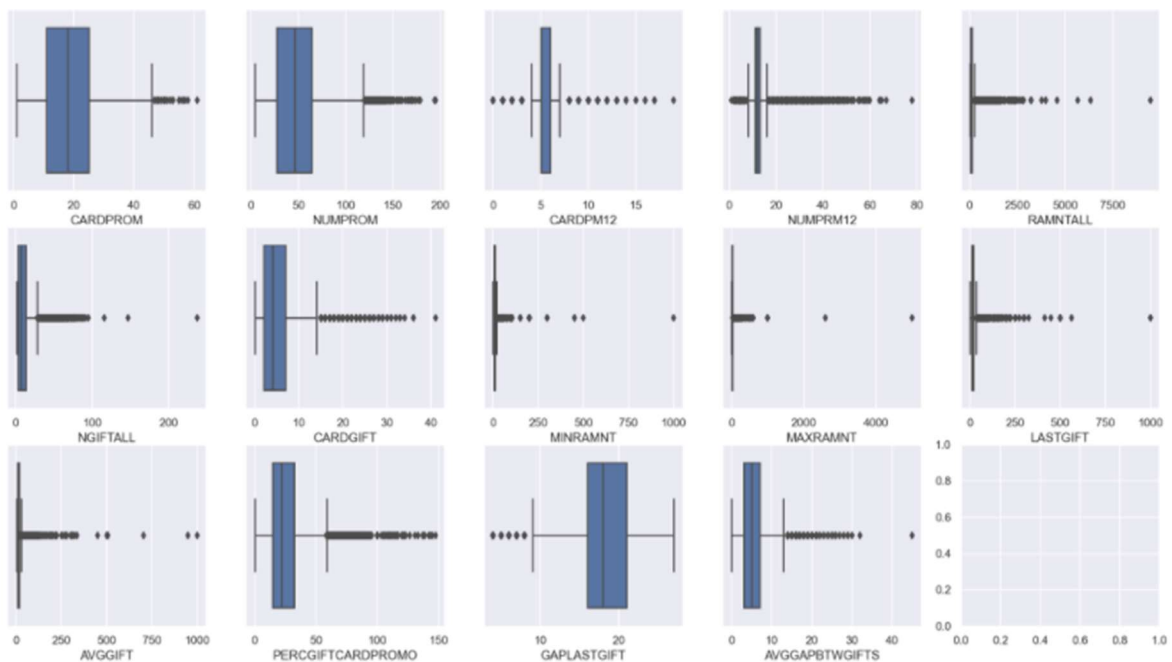 0 20 40 60 0 50 100 150 200 0 5 10 15 0 20 40 60 80 0 2500 5000 7500
CARDPROM NUMPROM CARDPM12 NUMPRM12 RAMNTALL
0 100 200 0 10 20 30 40 0 250 500 750 1000 0 2000 4000 0 250 500 750 1000
NGIFTALL CARDGIFT MINRAMNT MAXRAMNT LASTGIFT
1.0
0.8
0.6
0.4
0.2
0.0
0 250 500 750 1000 0 50 100 150 10 20 0 10 20 30 40 0.0 0.2 0.4 0.6 0.8 1.0
AVGGIFT PERCGIFTCARDPROMO GAPLASTGIFT AVGGAPBTWGIFTS